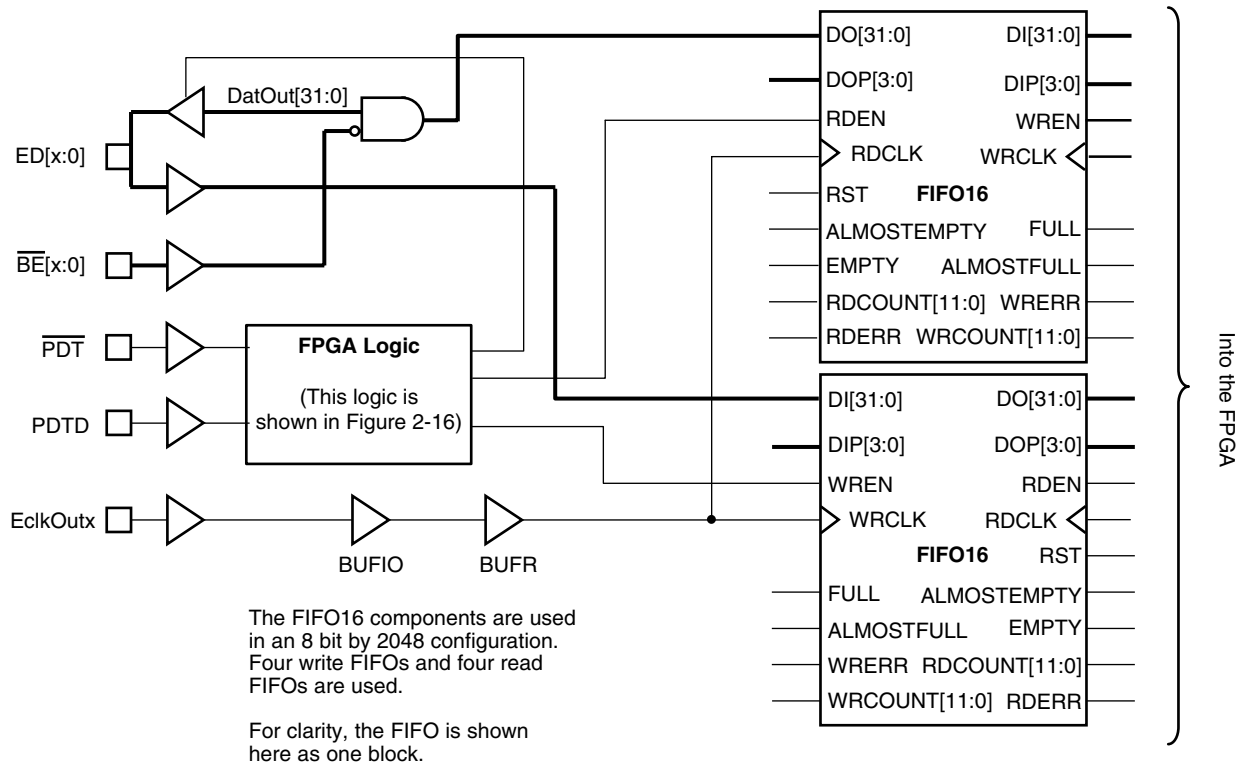 DO[31:0] DI[31:0]
DOP[3:0] DIP[3:0]
RDEN WREN
RDCLK WRCLK
RST FIFO16
ALMOSTEMPTY FULL
EMPTY ALMOSTFULL
RDCOUNT[11:0] WRERR
RDERR WRCOUNT[11:0]
DatOut[31:0]
ED[x:0]
BE[x:0]
PDT
PDTD
EclkOutx
FPGA Logic
(This logic is
shown in Figure 2-16)
BUFIO BUFR
DI[31:0] DO[31:0]
DIP[3:0] DOP[3:0]
WREN RDEN
WRCLK RDCLK
FIFO16 RST
FULL ALMOSTEMPTY
ALMOSTFULL EMPTY
WRERR RDCOUNT[11:0]
WRCOUNT[11:0] RDERR
Into the FPGA
The FIFO16 components are used
in an 8 bit by 2048 configuration.
Four write FIFOs and four read
FIFOs are used.
For clarity, the FIFO is shown
here as one block.